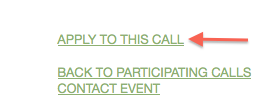 APPLY TO THIS CALL
BACK TO PARTICIPATING CALLS
CONTACT EVENT